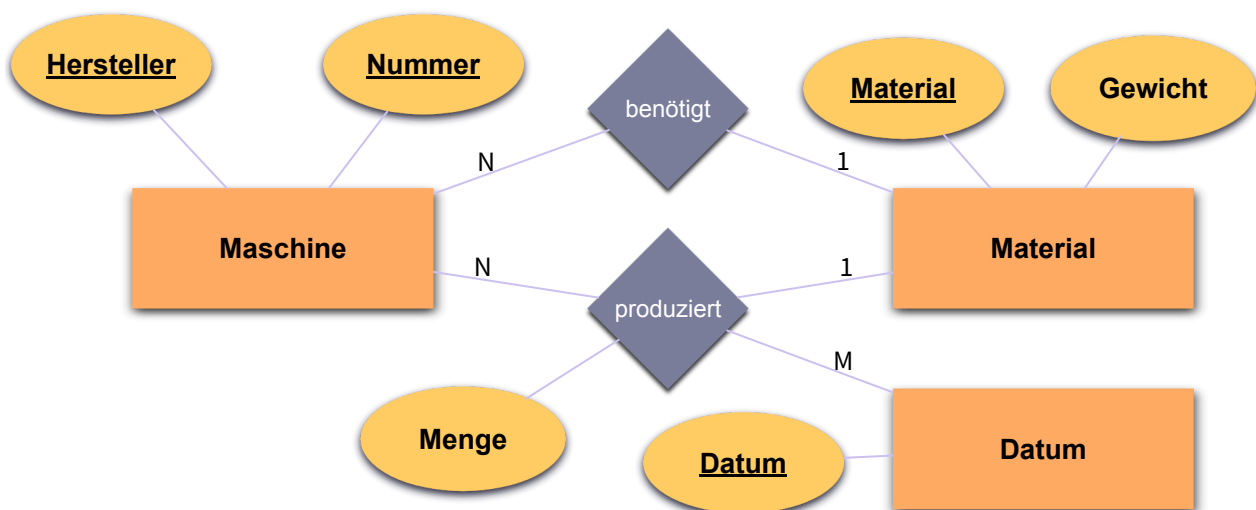 Hersteller
Nummer
benötigt
Material
Gewicht
N
1
Maschine
Material
N
1
produziert
M
Menge
Datum
Datum